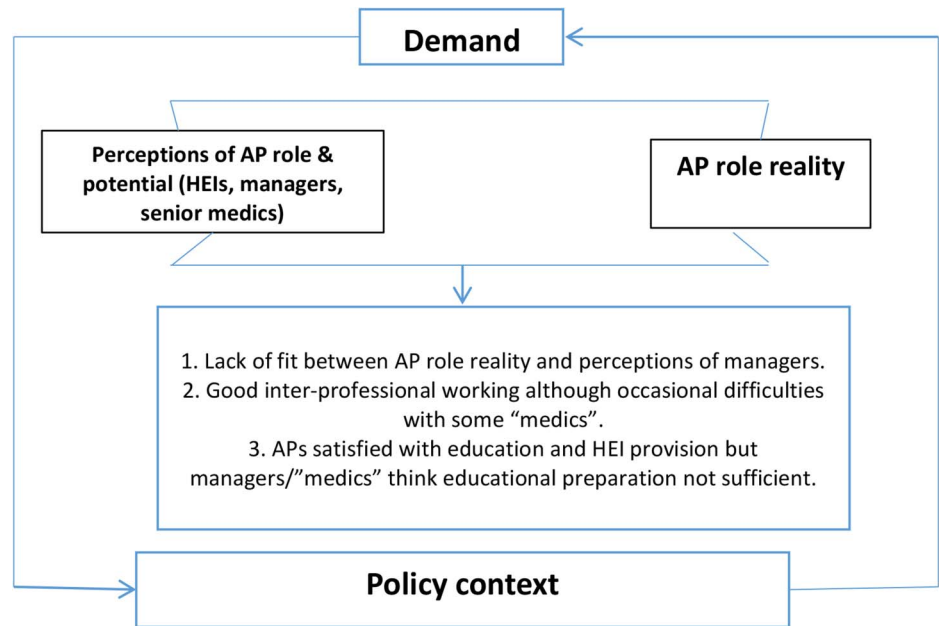 Demand
Perceptions of AP role &
potential (HEIs, managers,
senior medics)
AP role reality
1. Lack of fit between AP role reality and perceptions of managers.
2. Good inter-professional working although occasional difficulties
with some “medics”.
3. APs satisfied with education and HEI provision but
managers/”medics” think educational preparation not sufficient.
Policy context